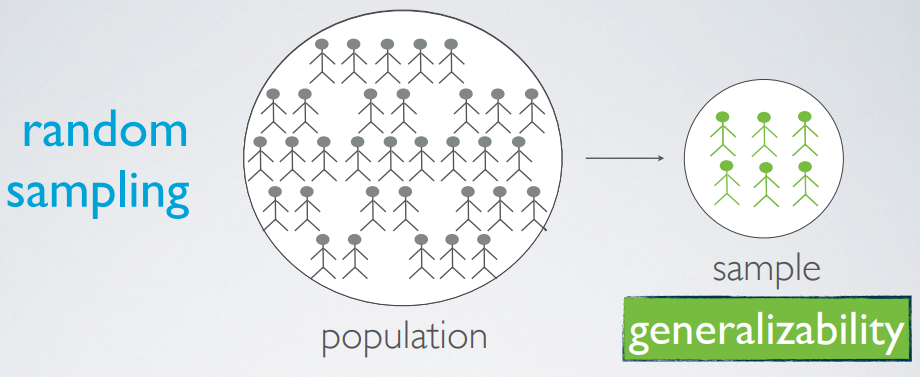 random
sampling
population
sample
generalizability